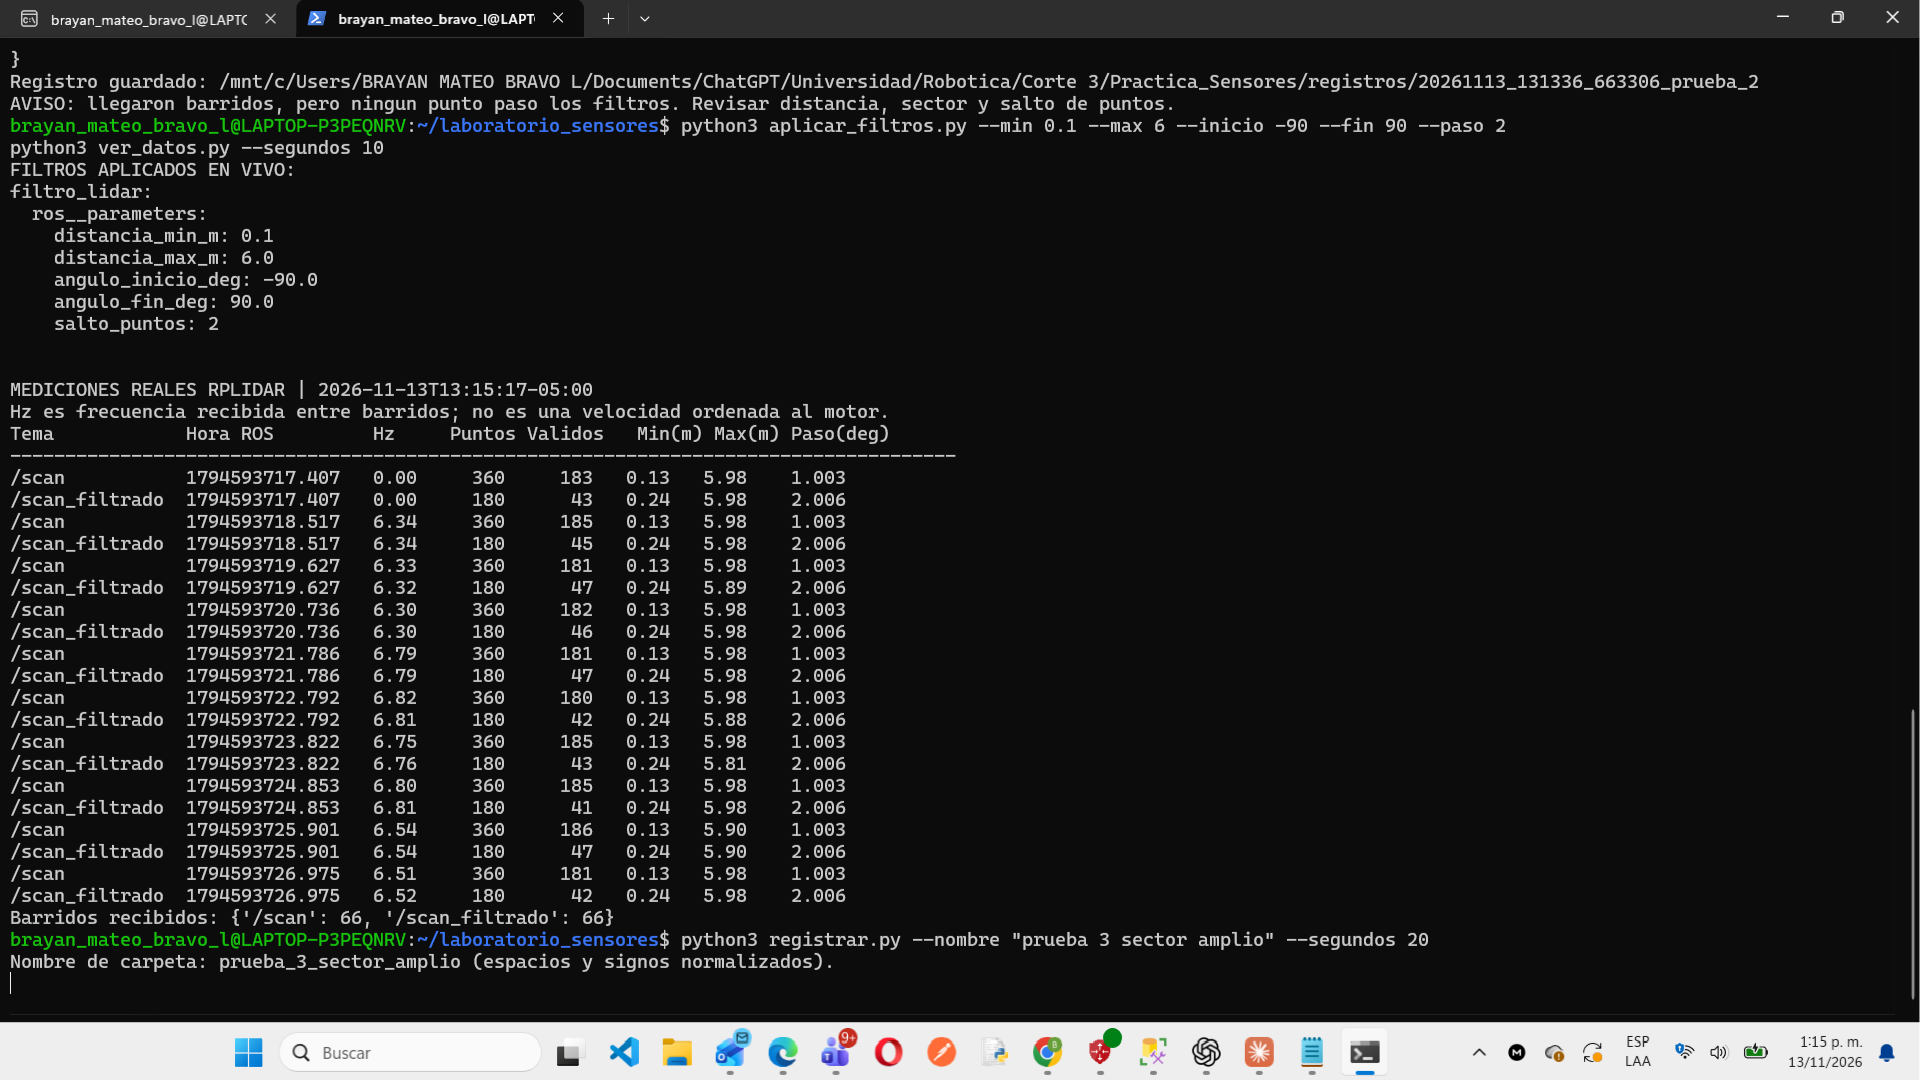 brayan_mateo_bravo_l@LAPTO
brayan_mateo_bravo_l@LAPT
}
Registro guardado: /mnt/c/Users/BRAYAN MATEO BRAVO L/Documents/ChatGPT/Universidad/Robotica/Corte 3/Practica_Sensores/registros/20261113_131336_663306_prueba_2
AVISO: llegaron barridos, pero ningun punto paso los filtros. Revisar distancia, sector y salto de puntos.
brayan_mateo_bravo_l@LAPTOP-P3PEQNRV:~/laboratorio_sensores$ python3 aplicar_filtros.py --min 0.1 --max 6 --inicio -90 --fin 90 --paso 2
python3 ver_datos.py --segundos 10
FILTROS APLICADOS EN VIVO:
filtro_lidar:
  ros__parameters:
    distancia_min_m: 0.1
    distancia_max_m: 6.0
    angulo_inicio_deg: -90.0
    angulo_fin_deg: 90.0
    salto_puntos: 2
MEDICIONES REALES RPLIDAR | 2026-11-13T13:15:17-05:00
Hz es frecuencia recibida entre barridos; no es una velocidad ordenada al motor.
Tema            Hora ROS         Hz     Puntos Validos   Min(m) Max(m) Paso(deg)
--------------------------------------------------------------------------------------
/scan           1794593717.407   0.00     360     183   0.13   5.98    1.003
/scan_filtrado  1794593717.407   0.00     180      43   0.24   5.98    2.006
/scan           1794593718.517   6.34     360     185   0.13   5.98    1.003
/scan_filtrado  1794593718.517   6.34     180      45   0.24   5.98    2.006
/scan           1794593719.627   6.33     360     181   0.13   5.98    1.003
/scan_filtrado  1794593719.627   6.32     180      47   0.24   5.89    2.006
/scan           1794593720.736   6.30     360     182   0.13   5.98    1.003
/scan_filtrado  1794593720.736   6.30     180      46   0.24   5.98    2.006
/scan           1794593721.786   6.79     360     181   0.13   5.98    1.003
/scan_filtrado  1794593721.786   6.79     180      47   0.24   5.98    2.006
/scan           1794593722.792   6.82     360     180   0.13   5.98    1.003
/scan_filtrado  1794593722.792   6.81     180      42   0.24   5.88    2.006
/scan           1794593723.822   6.75     360     185   0.13   5.98    1.003
/scan_filtrado  1794593723.822   6.76     180      43   0.24   5.81    2.006
/scan           1794593724.853   6.80     360     185   0.13   5.98    1.003
/scan_filtrado  1794593724.853   6.81     180      41   0.24   5.98    2.006
/scan           1794593725.901   6.54     360     186   0.13   5.90    1.003
/scan_filtrado  1794593725.901   6.54     180      47   0.24   5.90    2.006
/scan           1794593726.975   6.51     360     181   0.13   5.98    1.003
/scan_filtrado  1794593726.975   6.52     180      42   0.24   5.98    2.006
Barridos recibidos: {'/scan': 66, '/scan_filtrado': 66}
brayan_mateo_bravo_l@LAPTOP-P3PEQNRV:~/laboratorio_sensores$ python3 registrar.py --nombre "prueba 3 sector amplio" --segundos 20
Nombre de carpeta: prueba_3_sector_amplio (espacios y signos normalizados).
Buscar
9+
ESP
LAA
1:15 p. m.
13/11/2026